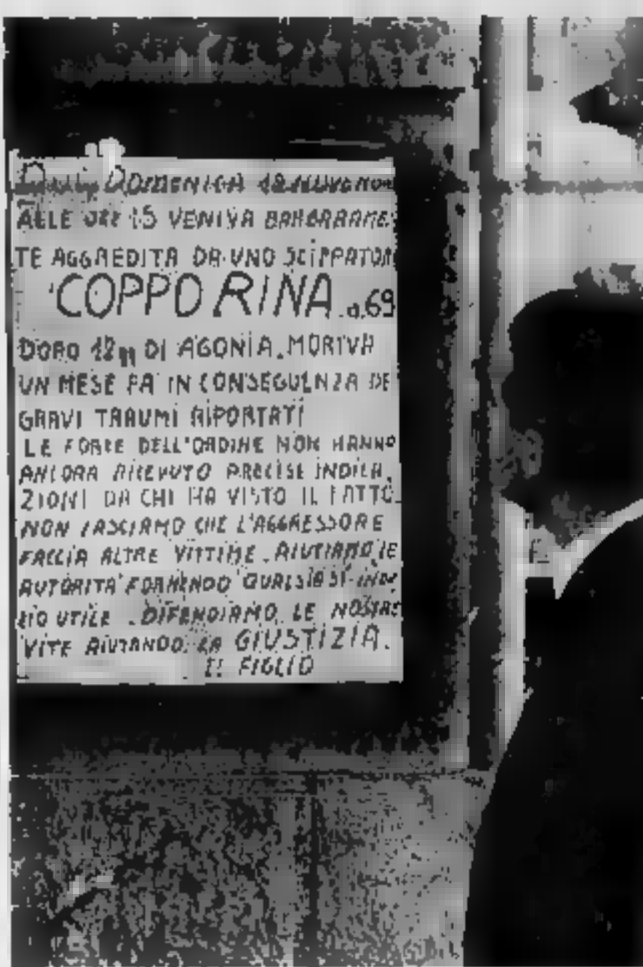 QUI, DOMENICA 18 NOVEMBRE
ALLE ORE 15 VENIVA BARBARAMEN
TE AGGREDITA DA UNO SCIPPATORE
COPPO RINA a. 69
DOPO DI AGONIA, MORIVA
UN MESE FA IN CONSEGUENZA DE
GRAVI TRAUMI RIPORTATI
LE FORZE DELL'ORDINE NON HANNO
ANCORA RICEVUTO PRECISE INDICA
ZIONI DA CHI HA VISTO IL FATTO.
NON LASCIAMO CHE L'AGGRESSORE
FACCIA ALTRE VITTIME. AIUTIAMO LE
AUTORITA' FORNENDO QUALSIASI INDI
ZIO UTILE. DIFENDIAMO LE NOSTRE
VITE AIUTANDO LA GIUSTIZIA.
IL FIGLIO